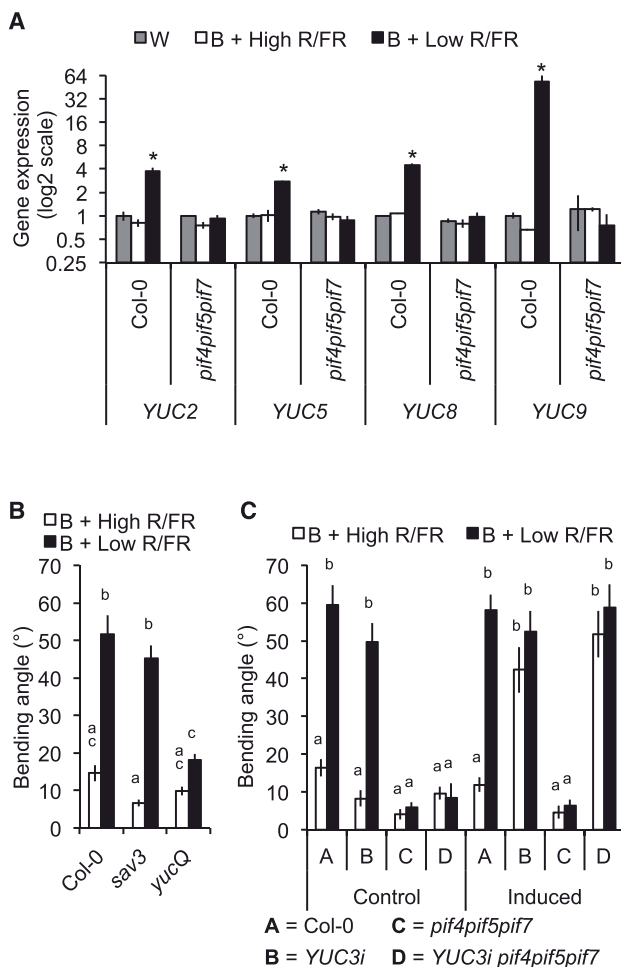 A
W B + High R/FR B + Low R/FR
Gene expression
(log2 scale)
64
32
16
8
4
2
1
0.5
0.25
* * * *
Col-0 pif4pif5pif7 Col-0 pif4pif5pif7 Col-0 pif4pif5pif7 Col-0 pif4pif5pif7
YUC2 YUC5 YUC8 YUC9
B
B + High R/FR
B + Low R/FR
Bending angle (°)
70
60
50
40
30
20
10
0
a
c b a b a
c c
Col-0 sav3 yucQ
C
B + High R/FR B + Low R/FR
Bending angle (°)
70
60
50
40
30
20
10
0
a b a b a a a a a b b b a a b b
A B C D A B C D
Control Induced
A = Col-0 C = pif4pif5pif7
B = YUC3i D = YUC3i pif4pif5pif7